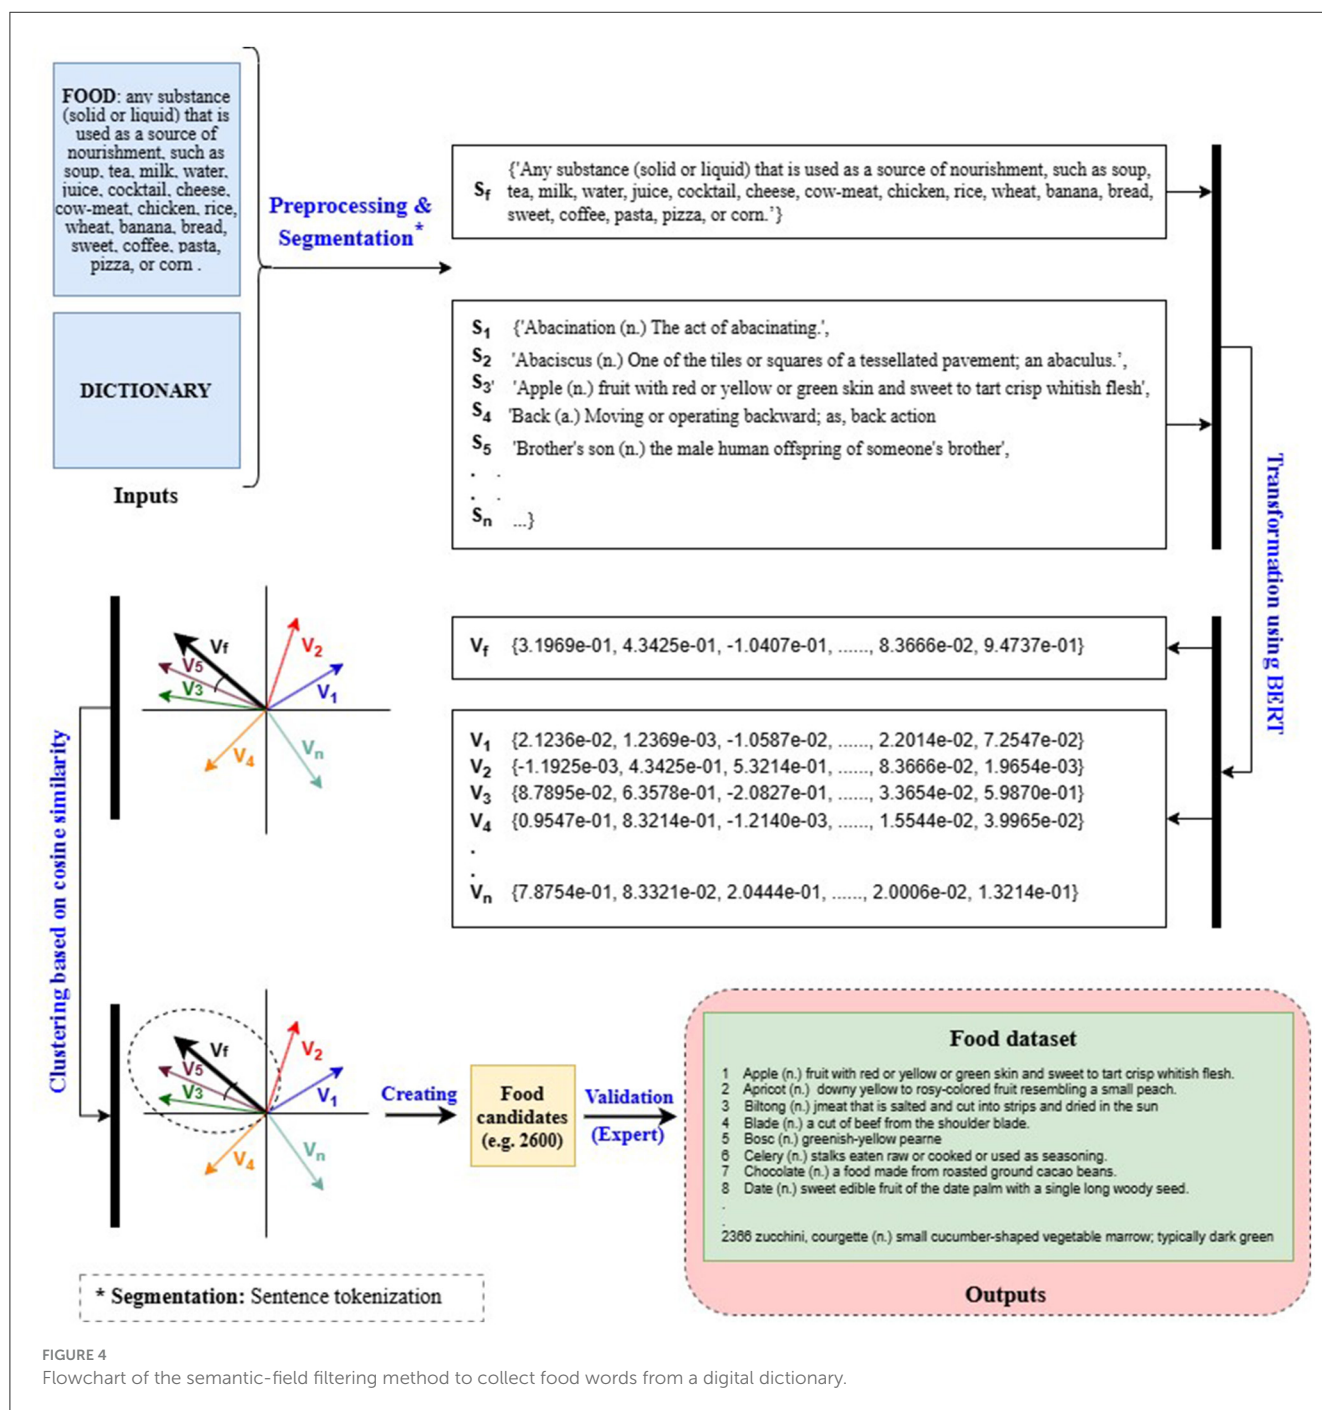 FOOD: any substance
(solid or liquid) that is
used as a source of
nourishment, such as
soup, tea, milk, water,
juice, cocktail, cheese,
cow-meat, chicken, rice,
wheat, banana, bread,
sweet, coffee, pasta,
pizza, or corn .
DICTIONARY
Inputs
Preprocessing &
Segmentation*
Sf {'Any substance (solid or liquid) that is used as a source of nourishment, such as soup,
tea, milk, water, juice, cocktail, cheese, cow-meat, chicken, rice, wheat, banana, bread,
sweet, coffee, pasta, pizza, or corn.'}
S1 {'Abacination (n.) The act of abacinating.',
S2 'Abaciscus (n.) One of the tiles or squares of a tessellated pavement; an abaculus.',
S3' 'Apple (n.) fruit with red or yellow or green skin and sweet to tart crisp whitish flesh',
S4 'Back (a.) Moving or operating backward; as, back action
S5 'Brother's son (n.) the male human offspring of someone's brother',
. .
. .
Sn ...}
Transformation using BERT
Vf {3.1969e-01, 4.3425e-01, -1.0407e-01, ......, 8.3666e-02, 9.4737e-01}
V1 {2.1236e-02, 1.2369e-03, -1.0587e-02, ......, 2.2014e-02, 7.2547e-02}
V2 {-1.1925e-03, 4.3425e-01, 5.3214e-01, ......, 8.3666e-02, 1.9654e-03}
V3 {8.7895e-02, 6.3578e-01, -2.0827e-01, ......, 3.3654e-02, 5.9870e-01}
V4 {0.9547e-01, 8.3214e-01, -1.2140e-03, ......, 1.5544e-02, 3.9965e-02}
.
.
Vn {7.8754e-01, 8.3321e-02, 2.0444e-01, ......, 2.0006e-02, 1.3214e-01}
Vf
V2
V5
V3
V1
V4
Vn
Clustering based on cosine similarity
Vf
V2
V5
V3
V1
V4
Vn
Creating
Food
candidates
(e.g. 2600)
Validation
(Expert)
Food dataset
1 Apple (n.) fruit with red or yellow or green skin and sweet to tart crisp whitish flesh.
2 Apricot (n.) downy yellow to rosy-colored fruit resembling a small peach.
3 Biltong (n.) jmeat that is salted and cut into strips and dried in the sun
4 Blade (n.) a cut of beef from the shoulder blade.
5 Bosc (n.) greenish-yellow pearne
6 Celery (n.) stalks eaten raw or cooked or used as seasoning.
7 Chocolate (n.) a food made from roasted ground cacao beans.
8 Date (n.) sweet edible fruit of the date palm with a single long woody seed.
.
.
2366 zucchini, courgette (n.) small cucumber-shaped vegetable marrow; typically dark green
Outputs
* Segmentation: Sentence tokenization
FIGURE 4
Flowchart of the semantic-field filtering method to collect food words from a digital dictionary.